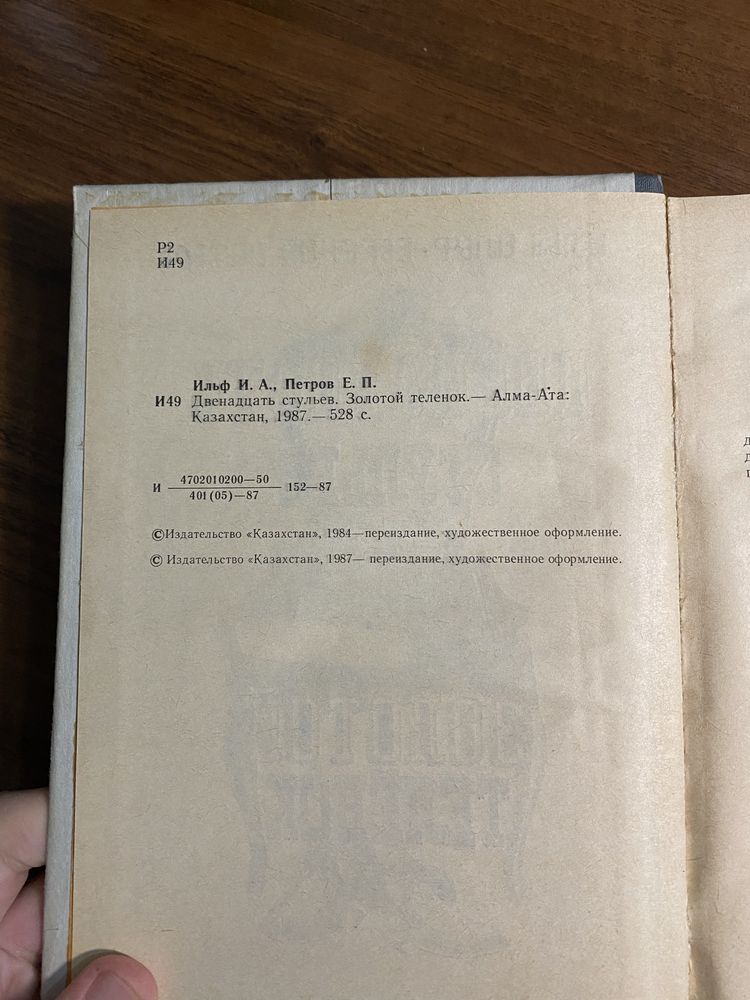 Р2
И49
Ильф И. А., Петров Е. П.
И49 Двенадцать стульев. Золотой теленок.— Алма-Ата:
Казахстан, 1987.— 528 с.
И 4702010200—50 152—87
401(05)—87
©Издательство «Казахстан», 1984—переиздание, художественное оформление.
© Издательство «Казахстан», 1987— переиздание, художественное оформление.